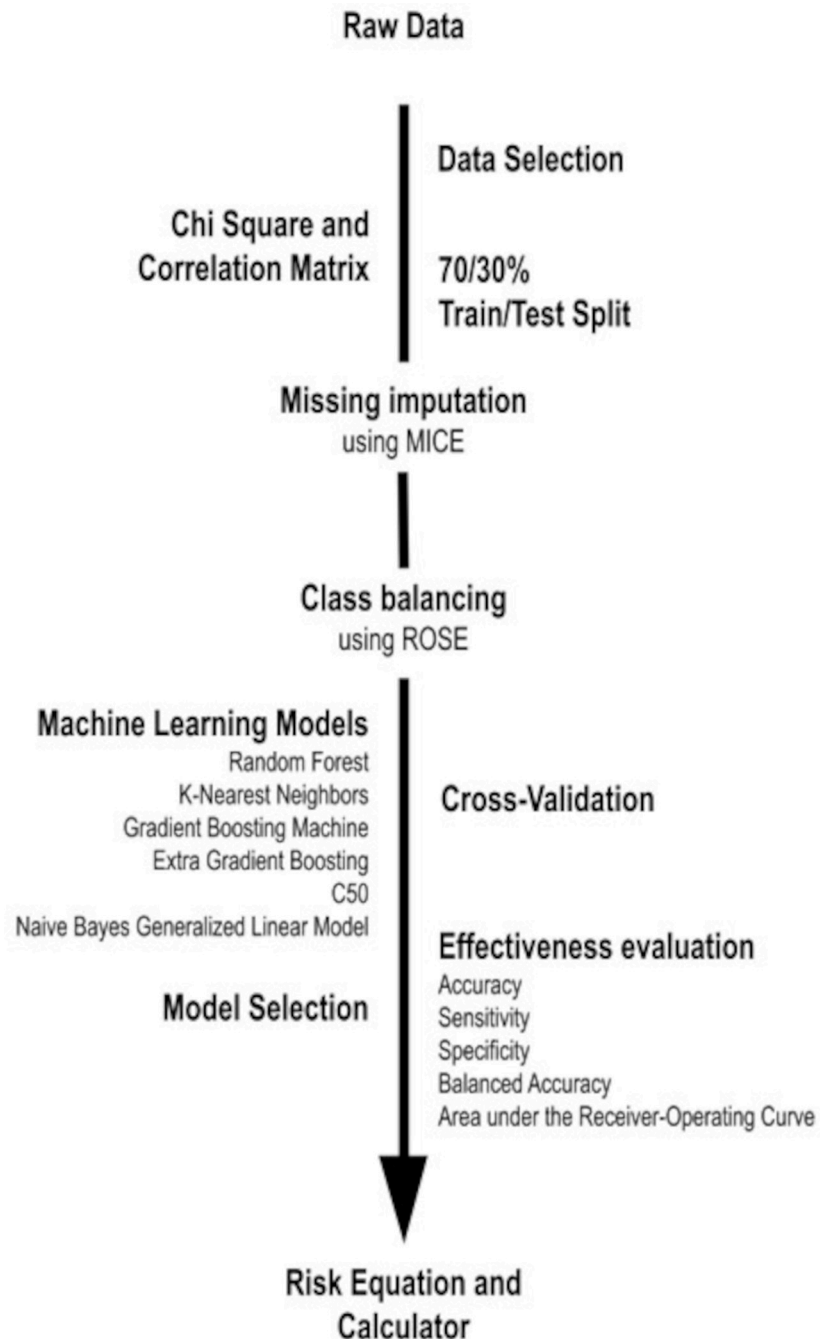 Raw Data
Data Selection
Chi Square and
Correlation Matrix
70/30%
Train/Test Split
Missing imputation
using MICE
Class balancing
using ROSE
Machine Learning Models
Random Forest
K-Nearest Neighbors
Gradient Boosting Machine
Extra Gradient Boosting
C50
Naive Bayes Generalized Linear Model
Cross-Validation
Model Selection
Effectiveness evaluation
Accuracy
Sensitivity
Specificity
Balanced Accuracy
Area under the Receiver-Operating Curve
Risk Equation and
Calculator